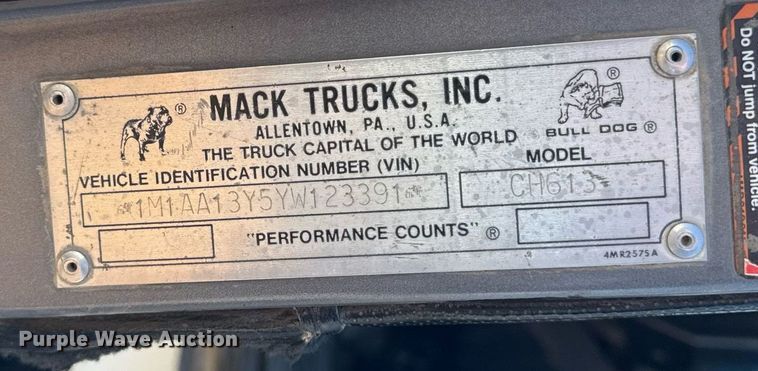 MACK TRUCKS, INC.
ALLENTOWN, PA., U.S.A.
THE TRUCK CAPITAL OF THE WORLD
®
®
BULL DOG ®
VEHICLE IDENTIFICATION NUMBER (VIN)
MODEL
*1M1AA13Y5YW123391*
CH613
"PERFORMANCE COUNTS" ®
4MR2575A
Do NOT jump from vehicle.
Purple Wave Auction